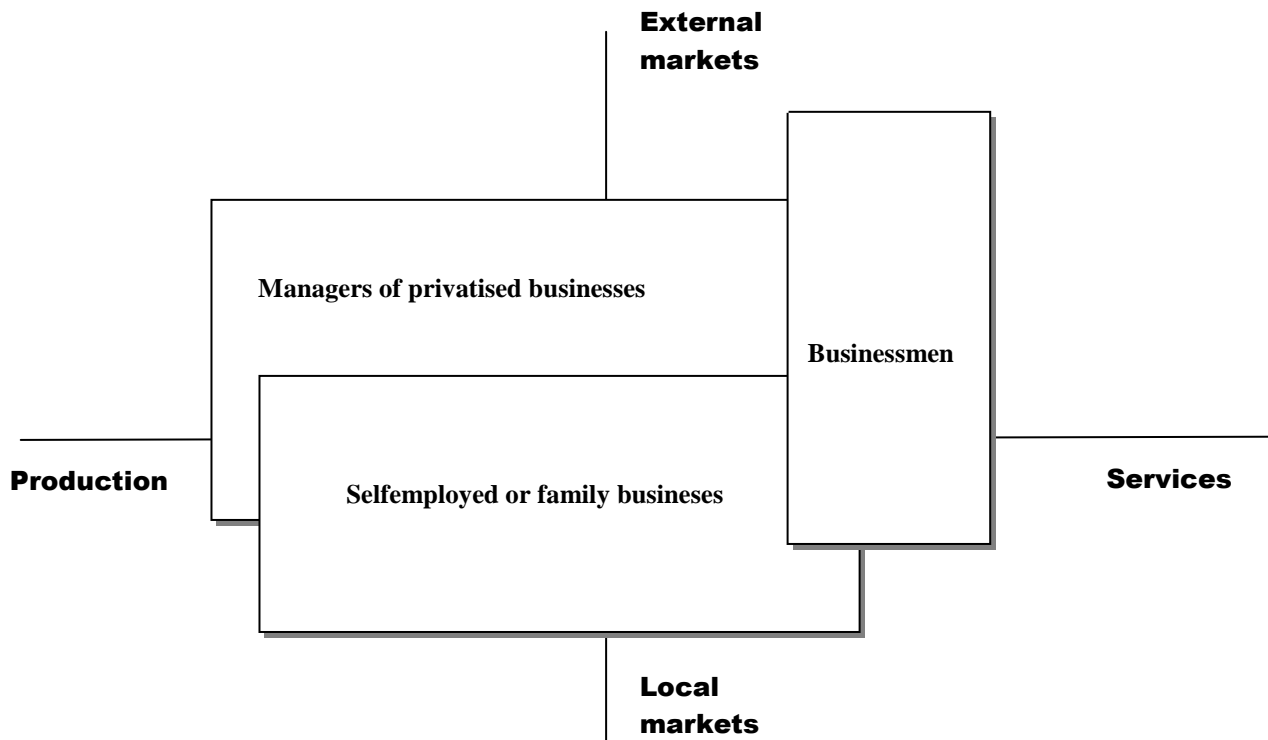 External
markets
Managers of privatised businesses
Businessmen
Production
Services
Selfemployed or family busineses
Local
markets